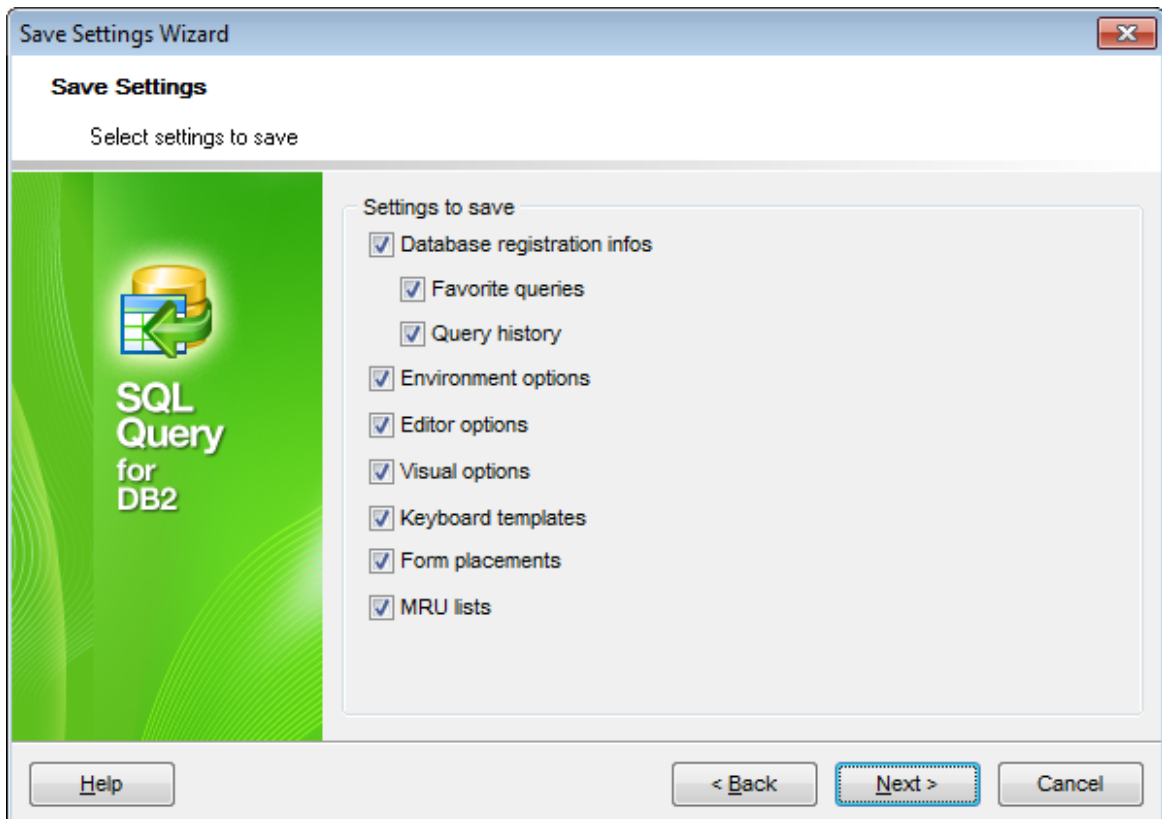 Save Settings Wizard
Save Settings
Select settings to save
SQL
Query
for
DB2
Settings to save
Database registration infos
Favorite queries
Query history
Environment options
Editor options
Visual options
Keyboard templates
Form placements
MRU lists
Help
< Back
Next >
Cancel